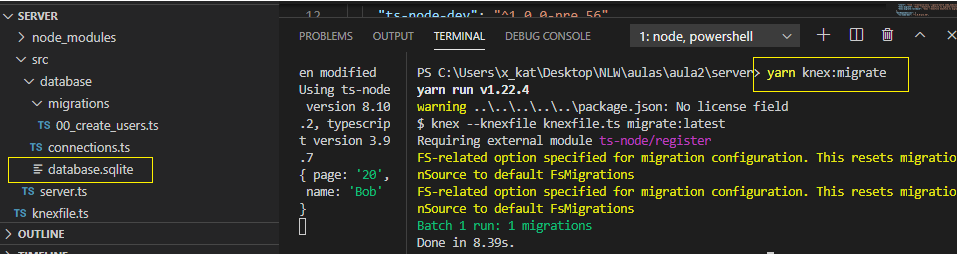 SERVER
node_modules
src
database
migrations
TS 00_create_users.ts
TS connections.ts
database.sqlite
TS server.ts
TS knexfile.ts
OUTLINE
TIMELINE
12 "ts-node-dev": "^1.0.0-pre.56"
PROBLEMS OUTPUT TERMINAL DEBUG CONSOLE 1: node, powershell
en modified
Using ts-node
version 8.10
.2, typescrip
t version 3.9
.7
{ page: '20',
name: 'Bob'
}
PS C:\Users\x_kat\Desktop\NLW\aulas\aula2\server> yarn knex:migrate
yarn run v1.22.4
warning ..\..\..\..\..\package.json: No license field
$ knex --knexfile knexfile.ts migrate:latest
Requiring external module ts-node/register
FS-related option specified for migration configuration. This resets migratio
nSource to default FsMigrations
FS-related option specified for migration configuration. This resets migratio
nSource to default FsMigrations
Batch 1 run: 1 migrations
Done in 8.39s.